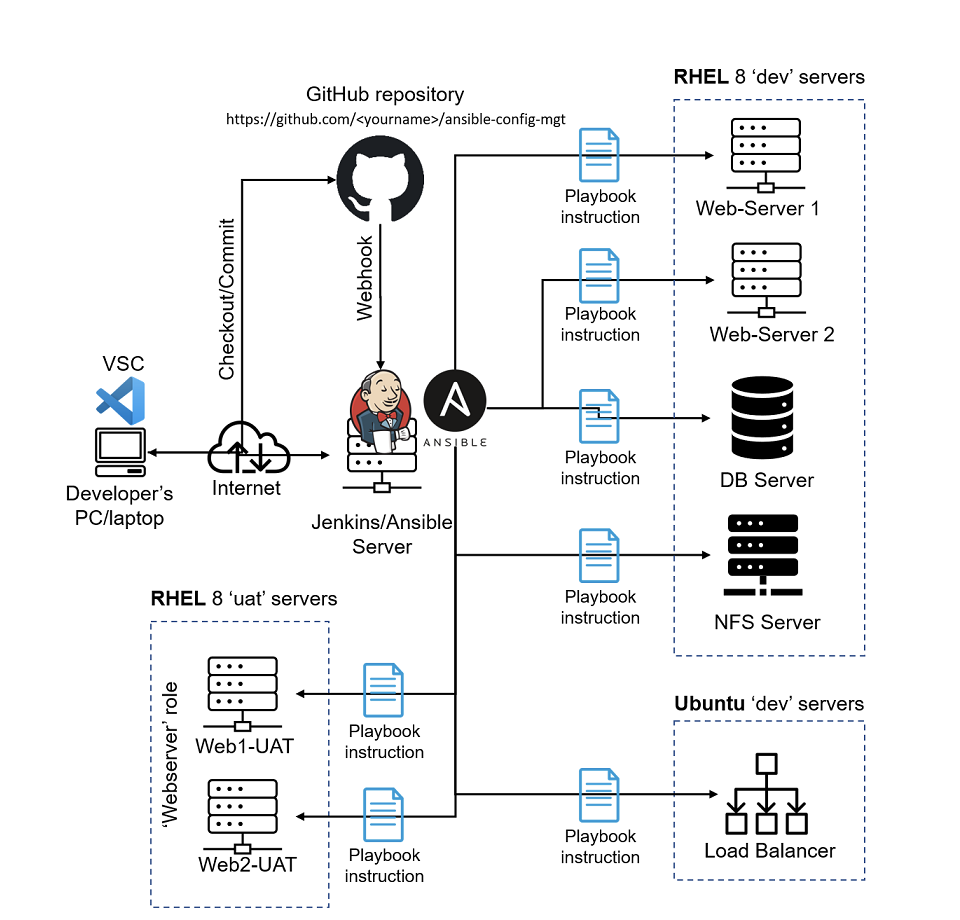 RHEL 8 ‘dev’ servers
GitHub repository
https://github.com/<yourname>/ansible-config-mgt
Playbook
instruction
Web-Server 1
Checkout/Commit
Webhook
Playbook
instruction
Web-Server 2
VSC
ANSIBLE
Playbook
instruction
DB Server
Internet
Developer’s
PC/laptop
Jenkins/Ansible
Server
Playbook
instruction
NFS Server
RHEL 8 ‘uat’ servers
‘Webserver’ role
Web1-UAT
Playbook
instruction
Web2-UAT
Playbook
instruction
Ubuntu ‘dev’ servers
Playbook
instruction
Load Balancer